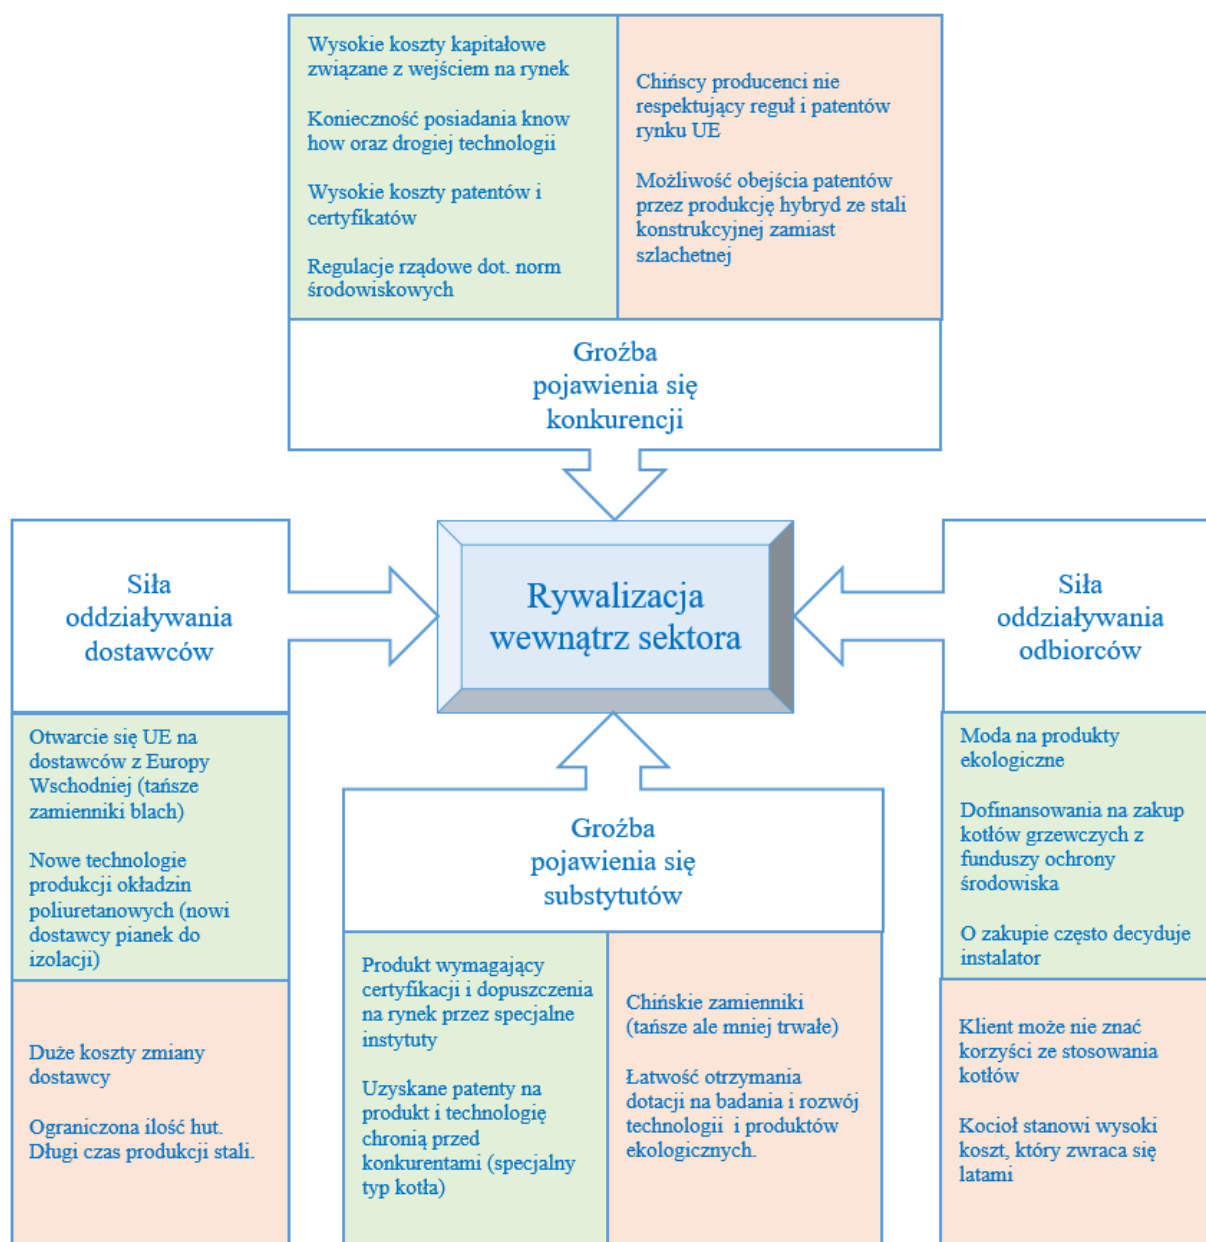 Wysokie koszty kapitałowe
związane z wejściem na rynek
Konieczność posiadania know
how oraz drogiej technologii
Wysokie koszty patentów i
certyfikatów
Regulacje rządowe dot. norm
środowiskowych
Chińscy producenci nie
respektujący reguł i patentów
rynku UE
Możliwość obejścia patentów
przez produkcję hybryd ze stali
konstrukcyjnej zamiast
szlachetnej
Groźba
pojawienia się
konkurencji
Siła
oddziaływania
dostawców
Rywalizacja
wewnątrz sektora
Siła
oddziaływania
odbiorców
Otwarcie się UE na
dostawców z Europy
Wschodniej (tańsze
zamienniki blach)
Nowe technologie
produkcji okładzin
poliuretanowych (nowi
dostawcy pianek do
izolacji)
Duże koszty zmiany
dostawcy
Ograniczona ilość hut.
Długi czas produkcji stali.
Groźba
pojawienia się
substytutów
Produkt wymagający
certyfikacji i dopuszczenia
na rynek przez specjalne
instytuty
Uzyskane patenty na
produkt i technologię
chronią przed
konkurentami (specjalny
typ kotła)
Chińskie zamienniki
(tańsze ale mniej trwałe)
Łatwość otrzymania
dotacji na badania i rozwój
technologii i produktów
ekologicznych.
Moda na produkty
ekologiczne
Dofinansowania na zakup
kotłów grzewczych z
funduszy ochrony
środowiska
O zakupie często decyduje
instalator
Klient może nie znać
korzyści ze stosowania
kotłów
Kocioł stanowi wysoki
koszt, który zwraca się
latami